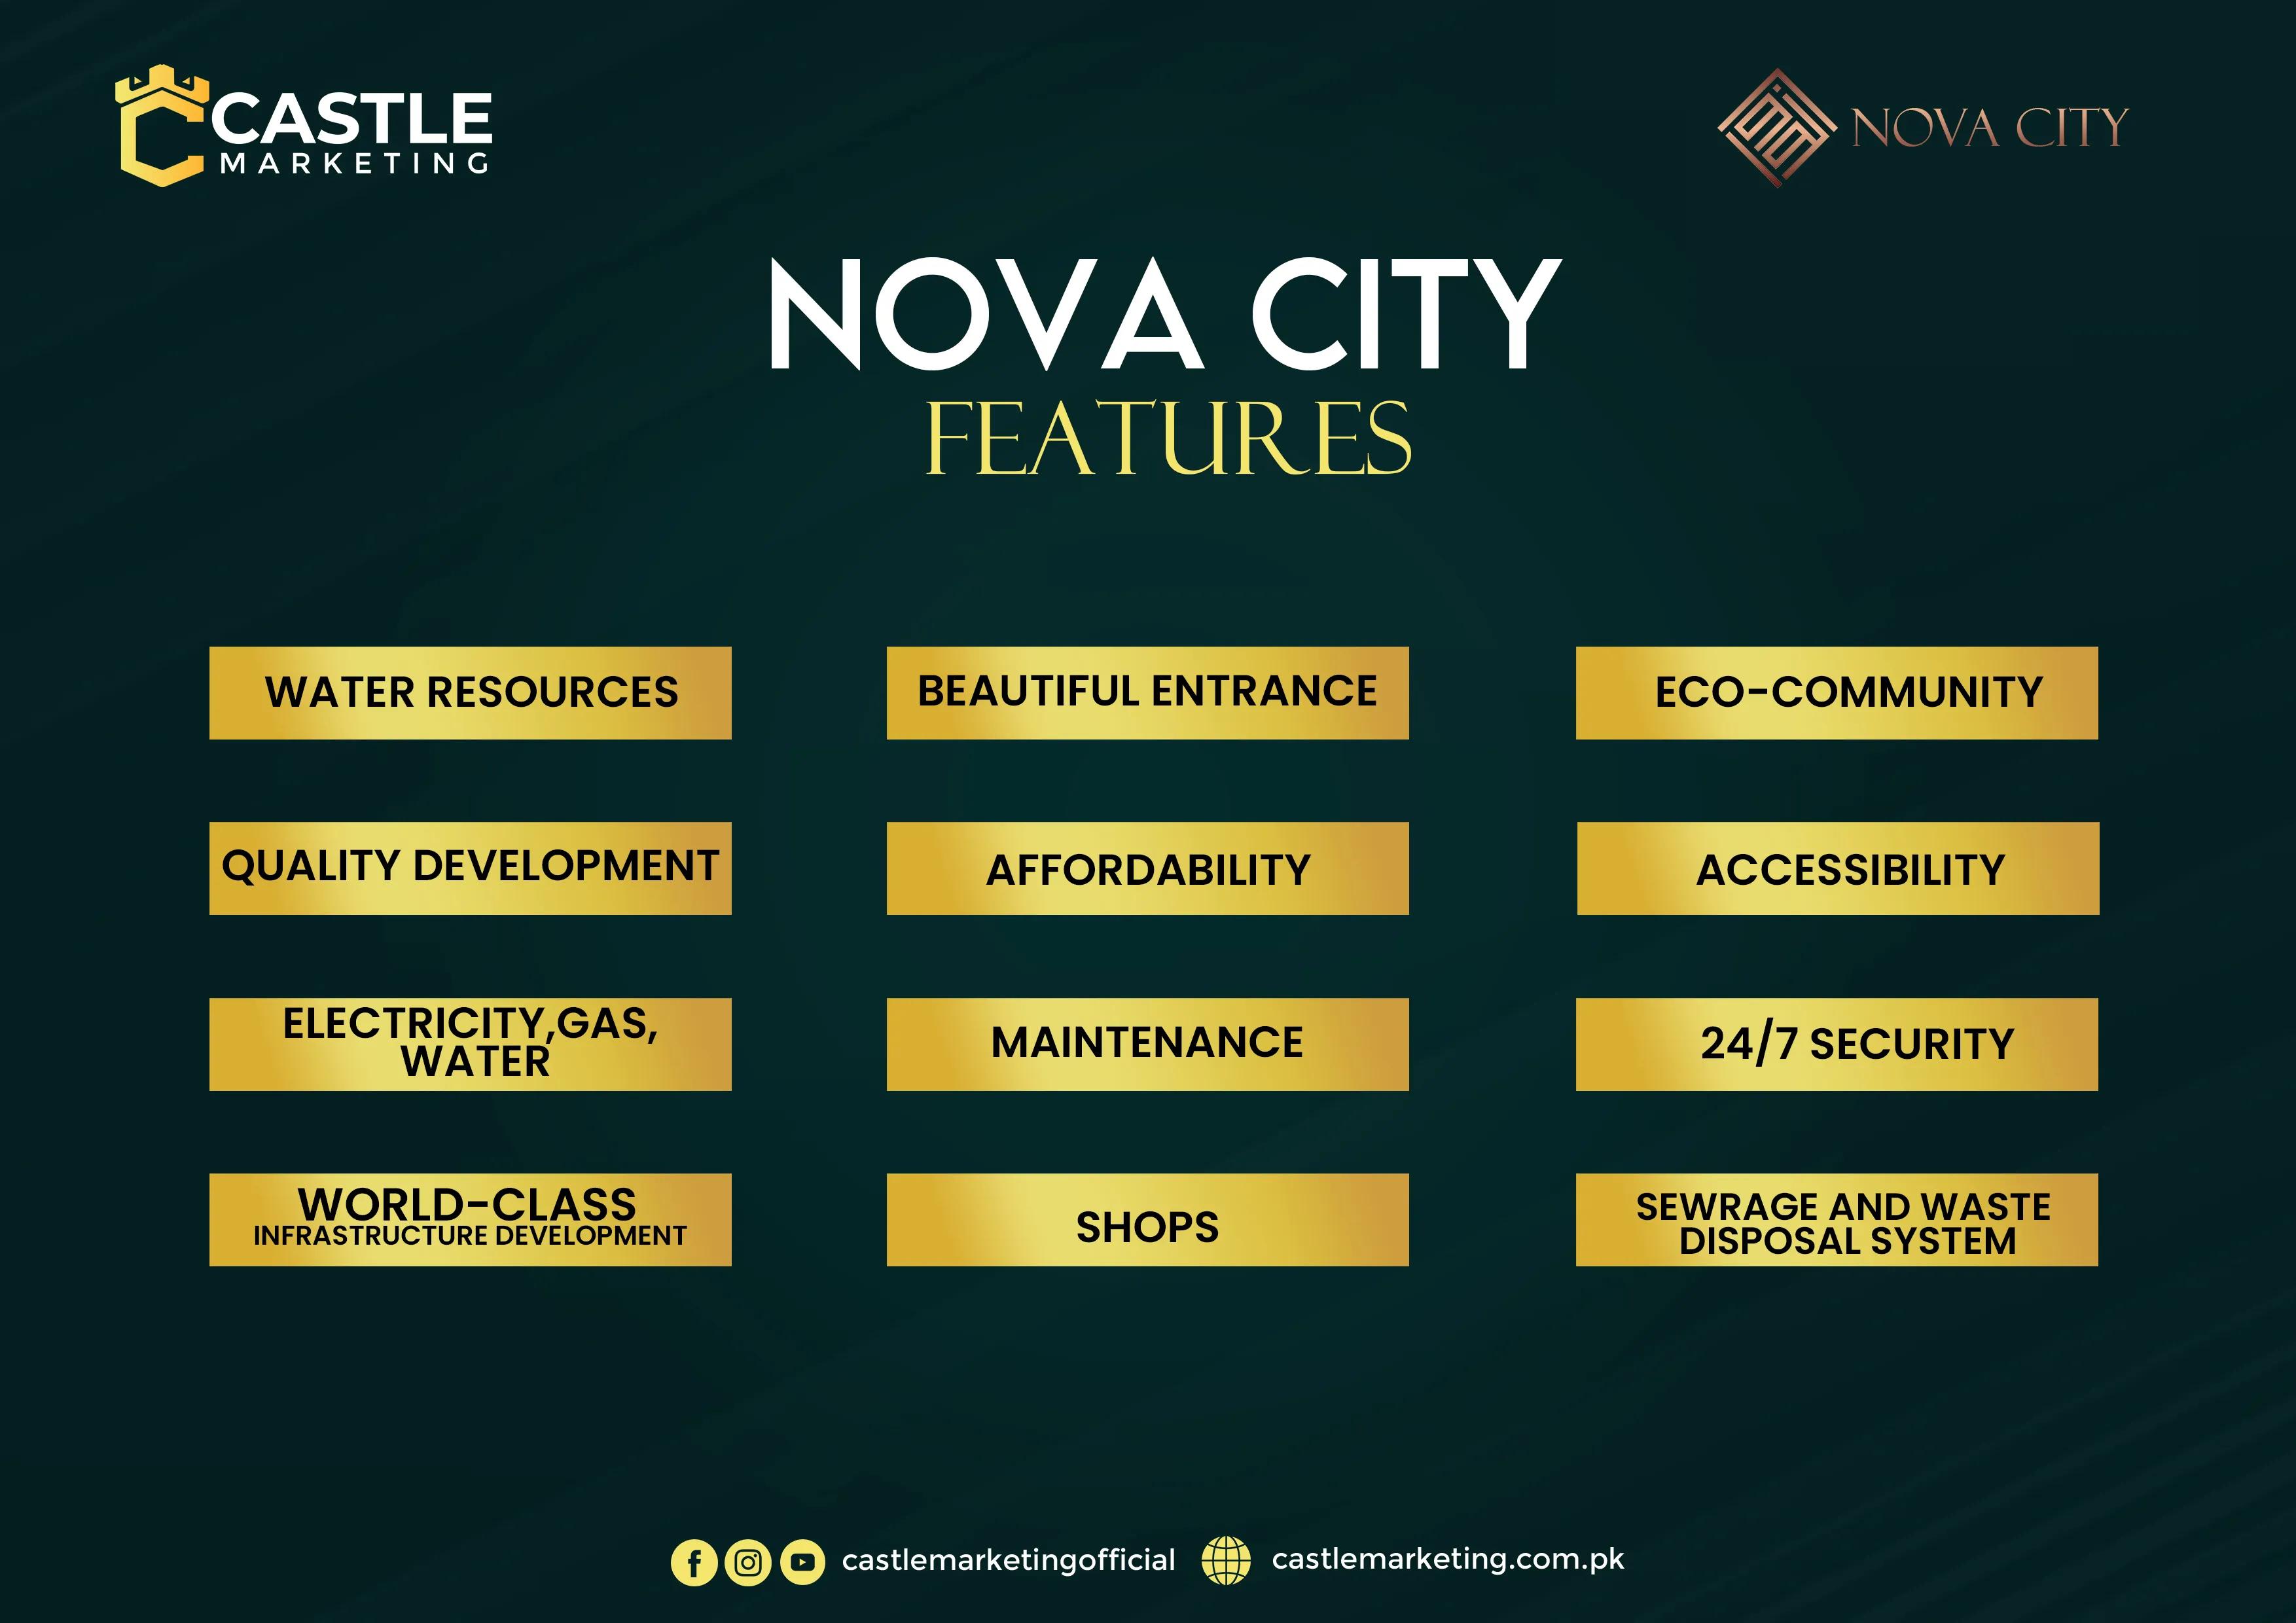 CASTLE
MARKETING
NOVA CITY
NOVA CITY
FEATURES
WATER RESOURCES
BEAUTIFUL ENTRANCE
ECO-COMMUNITY
QUALITY DEVELOPMENT
AFFORDABILITY
ACCESSIBILITY
ELECTRICITY,GAS,
WATER
MAINTENANCE
24/7 SECURITY
WORLD-CLASS
INFRASTRUCTURE DEVELOPMENT
SHOPS
SEWRAGE AND WASTE
DISPOSAL SYSTEM
castlemarketingofficial
castlemarketing.com.pk